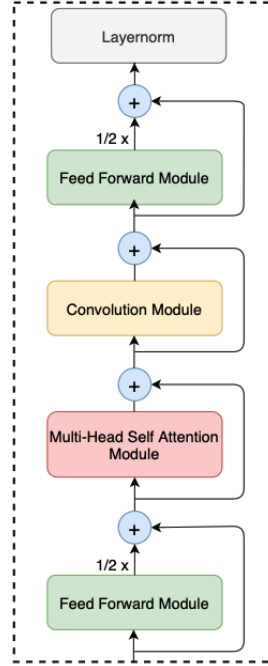 Layernorm
+
1/2 x
Feed Forward Module
+
Convolution Module
+
Multi-Head Self Attention
Module
+
1/2 x
Feed Forward Module